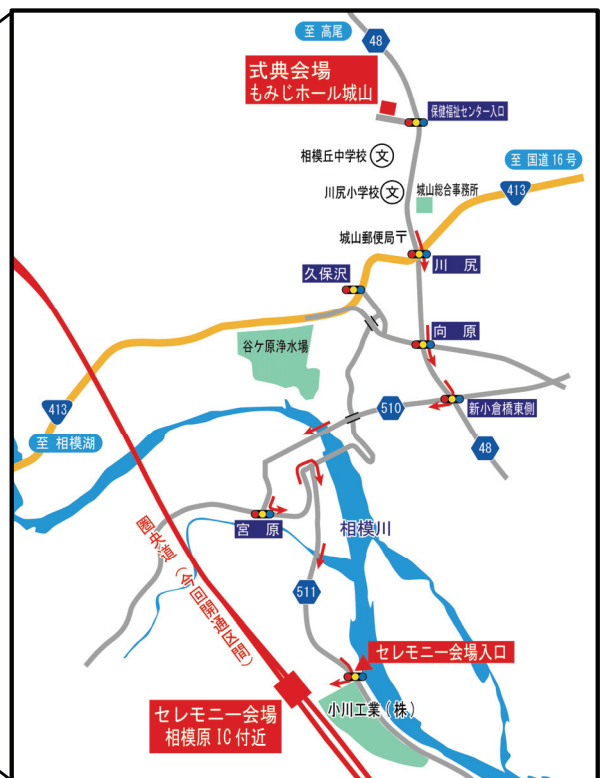 至 高尾
48
式典会場
もみじホール城山
保健福祉センター入口
相模丘中学校 文
至 国道16号
川尻小学校 文
城山総合事務所
413
城山郵便局〒
川 尻
久保沢
向 原
谷ケ原浄水場
413
510
新小倉橋東側
至 相模湖
48
宮 原
相模川
圏央道(今回開通区間)
511
セレモニー会場入口
セレモニー会場
相模原 IC 付近
小川工業(株)